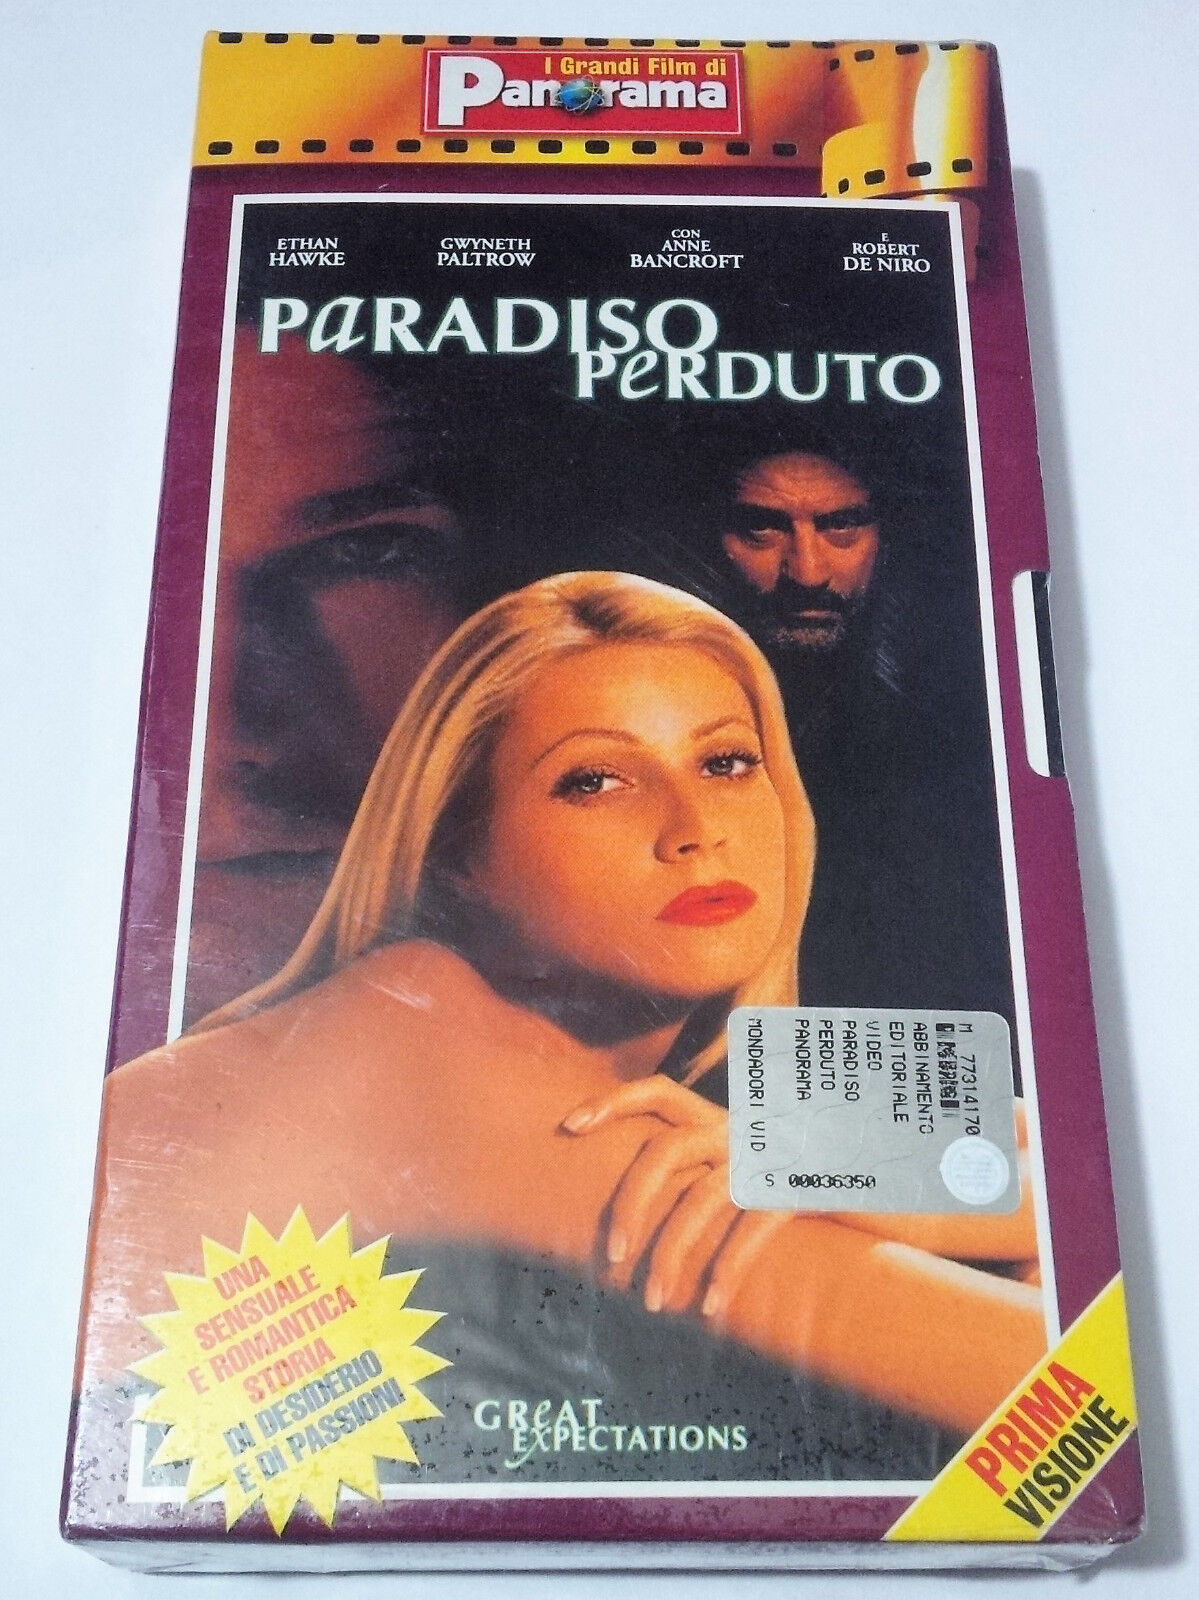 I Grandi Film di
Panorama
ETHAN
HAWKE
GWYNETH
PALTROW
CON
ANNE
BANCROFT
E
ROBERT
DE NIRO
PARADISO
PERDUTO
M 77314170
ABBINAMENTO
EDITORIALE
VIDEO
PARADISO
PERDUTO
PANORAMA
MONDADORI VID
S 00036350
UNA
SENSUALE
E ROMANTICA
STORIA
DI DESIDERIO
E DI PASSIONI
GREAT
EXPECTATIONS
PRIMA
VISIONE